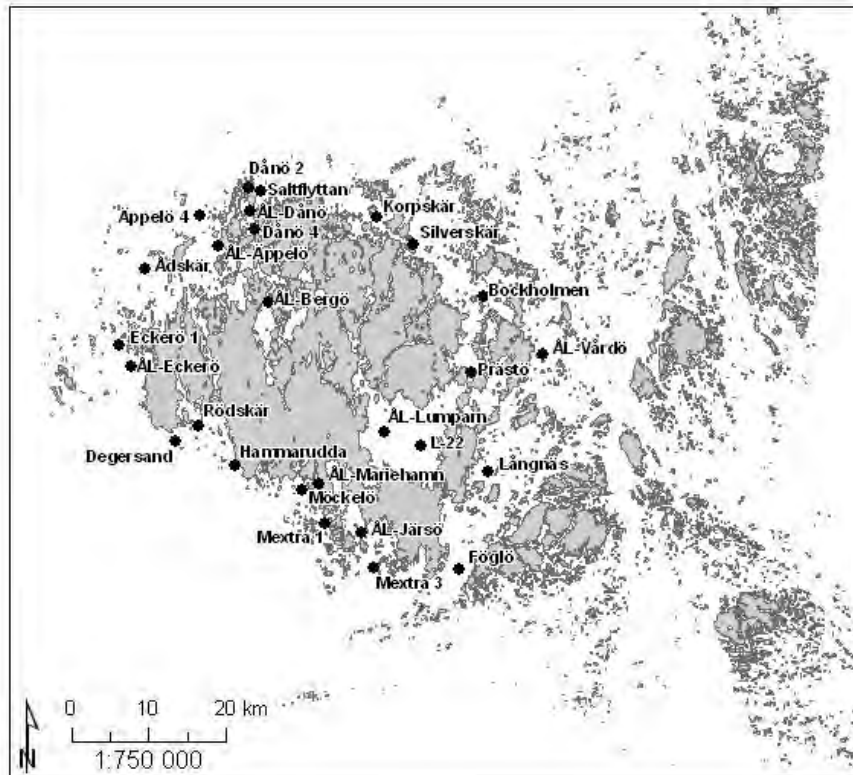 Dånö 2
Saltflyttan
Äppelö 4
ÅL-Dånö
Korpskär
Dånö 4
Silverskär
ÅL-Äppelö
Ådskär
Bockholmen
ÅL-Bergö
Eckerö 1
ÅL-Vårdö
ÅL-Eckerö
Prästö
Rödskär
ÅL-Lumparn
L-22
Degersand
Hammarudda
Långnäs
ÅL-Mariehamn
Möckelö
Mextra 1
ÅL-Järsö
Föglö
Mextra 3
0 10 20 km
N
1:750 000